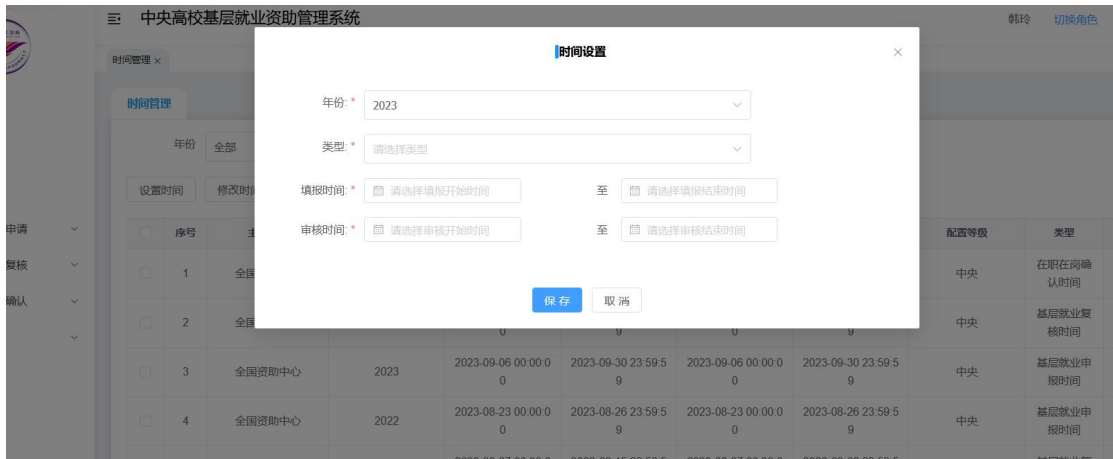 中央高校基层就业资助管理系统
韩玲 切换角色
时间管理 ×
时间设置
时间管理
年份: * 2023
年份 全部
类型: * 请选择类型
设置时间 修改时
填报时间: * 请选择填报开始时间 至 请选择填报结束时间
审核时间: * 请选择审核开始时间 至 请选择审核结束时间
申请
复核
确认
序号 配置等级 类型
保存 取消
1 中央 在职在岗确
认时间
2 中央 基层就业复
核时间
3 全国资助中心 2023 2023-09-06 00:00:0
0 2023-09-30 23:59:5
9 2023-09-06 00:00:0
0 2023-09-30 23:59:5
9 中央 基层就业申
报时间
4 全国资助中心 2022 2022-08-23 00:00:0
0 2022-08-26 23:59:5
9 2022-08-23 00:00:0
0 2022-08-26 23:59:5
9 中央 基层就业申
报时间